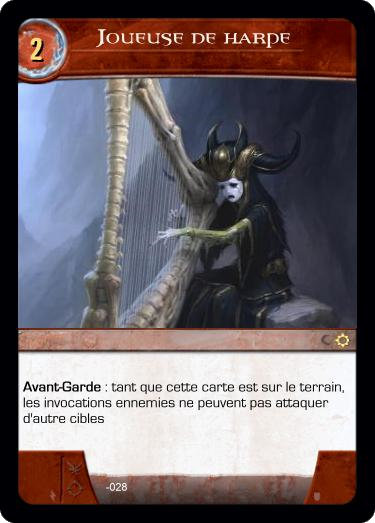 2
Joueuse de harpe
Avant-Garde : tant que cette carte est sur le terrain,
les invocations ennemies ne peuvent pas attaquer
d'autre cibles
-028